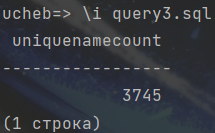 ucheb=> \i query3.sql
uniquenamecount
-----------------
3745
(1 строка)